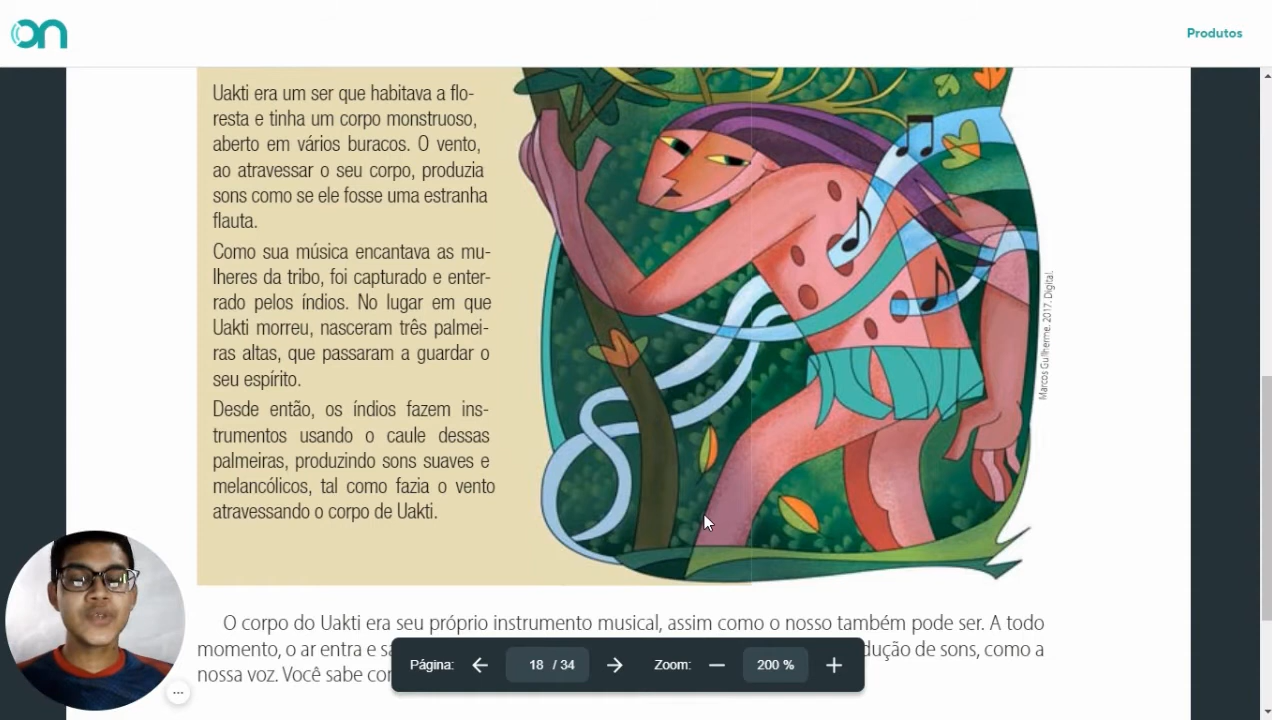 on
Produtos
Uakti era um ser que habitava a flo-
resta e tinha um corpo monstruoso,
aberto em vários buracos. O vento,
ao atravessar o seu corpo, produzia
sons como se ele fosse uma estranha
flauta.
Como sua música encantava as mu-
lheres da tribo, foi capturado e enter-
rado pelos índios. No lugar em que
Uakti morreu, nasceram três palmei-
ras altas, que passaram a guardar o
seu espírito.
Desde então, os índios fazem ins-
trumentos usando o caule dessas
palmeiras, produzindo sons suaves e
melancólicos, tal como fazia o vento
atravessando o corpo de Uakti.
Marcos Guilherme. 2017. Digital.
O corpo do Uakti era seu próprio instrumento musical, assim como o nosso também pode ser. A todo
momento, o ar entra e sons, como a
nossa voz. Você sabe
Página: 18 / 34 Zoom: 200 %